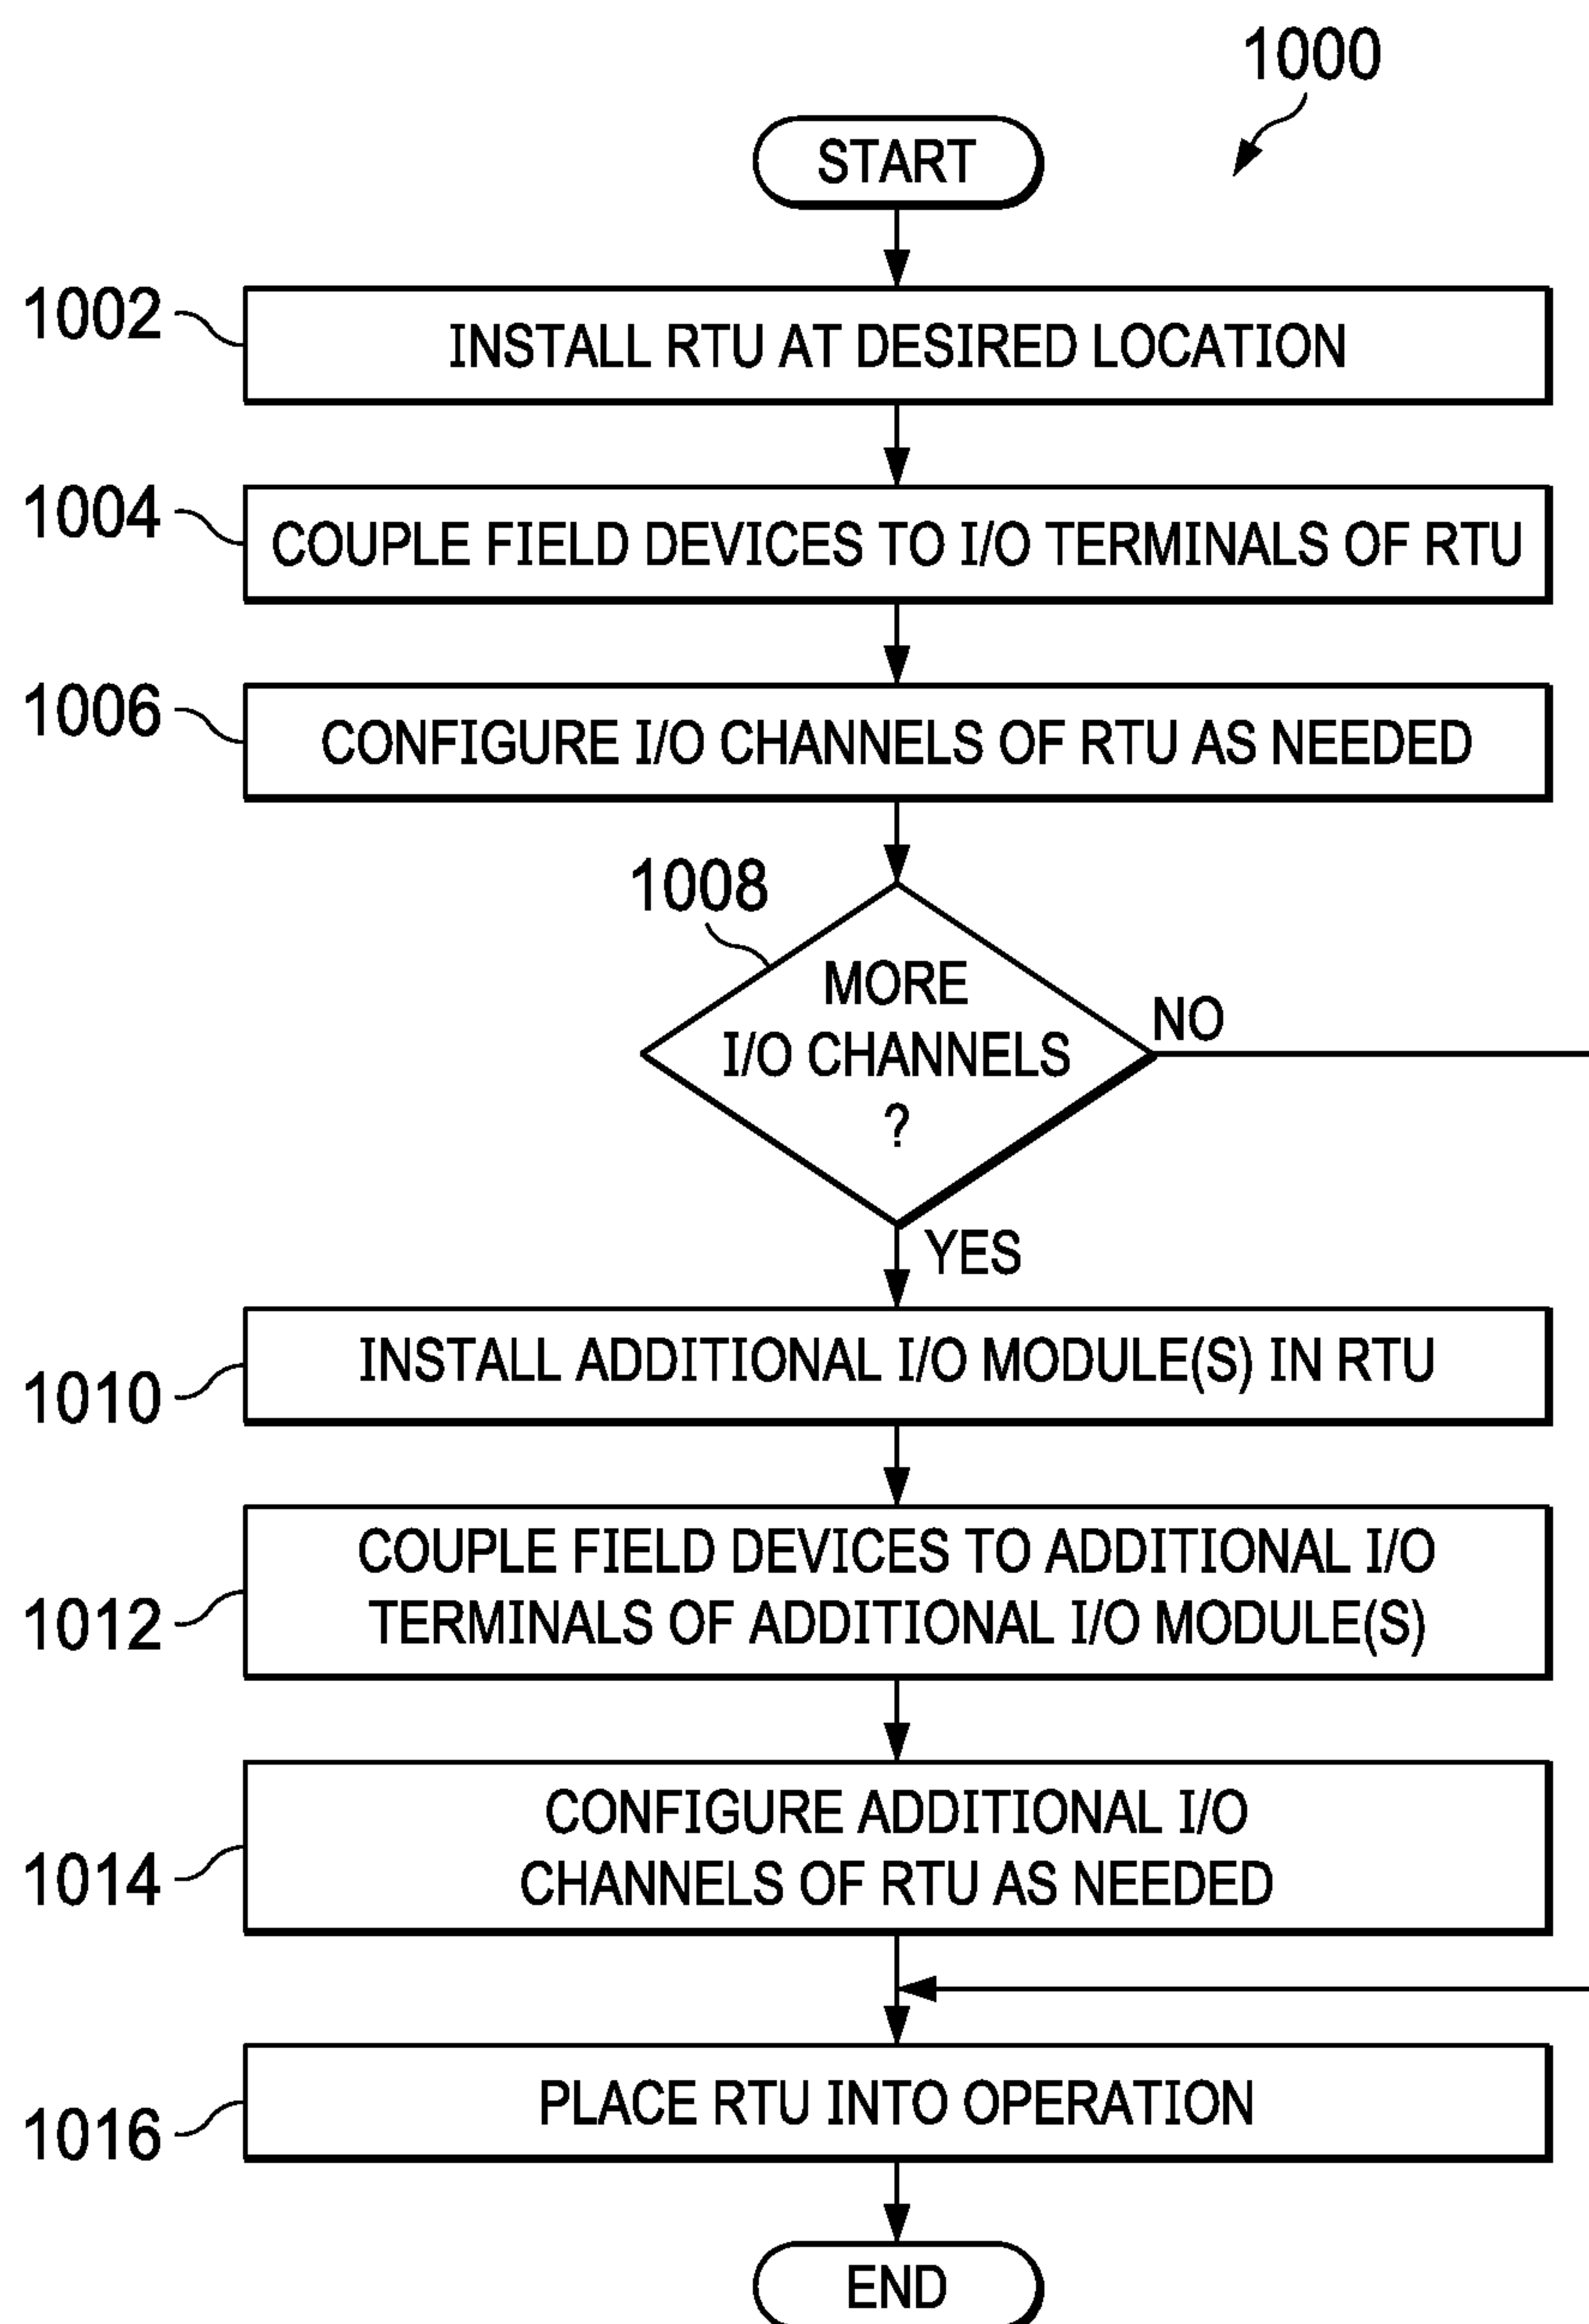 1000
START
1002
INSTALL RTU AT DESIRED LOCATION
1004
COUPLE FIELD DEVICES TO I/O TERMINALS OF RTU
1006
CONFIGURE I/O CHANNELS OF RTU AS NEEDED
1008
MORE
I/O CHANNELS
?
NO
YES
1010
INSTALL ADDITIONAL I/O MODULE(S) IN RTU
1012
COUPLE FIELD DEVICES TO ADDITIONAL I/O
TERMINALS OF ADDITIONAL I/O MODULE(S)
1014
CONFIGURE ADDITIONAL I/O
CHANNELS OF RTU AS NEEDED
1016
PLACE RTU INTO OPERATION
END